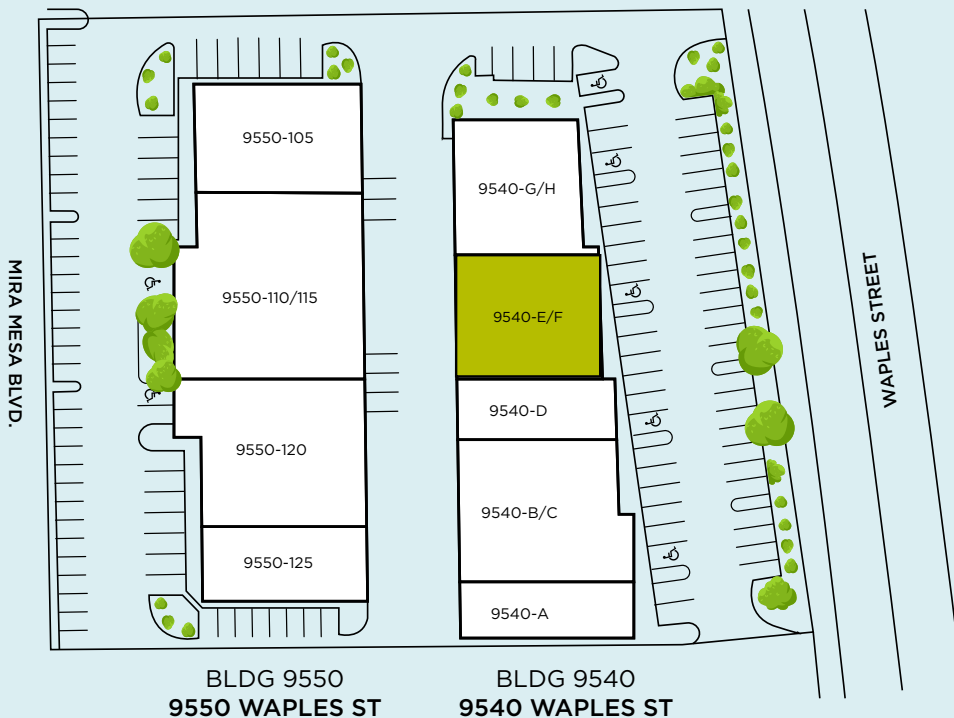 9550-105
9540-G/H
9550-110/115
9540-E/F
9540-D
9550-120
9540-B/C
9550-125
9540-A
MIRA MESA BLVD.
WAPLES STREET
BLDG 9550
9550 WAPLES ST
BLDG 9540
9540 WAPLES ST